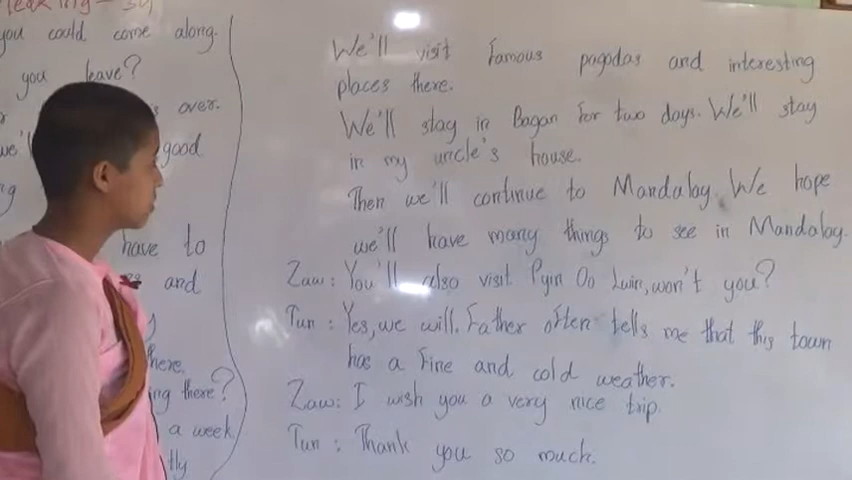 you could come along.
you leave?
over.
good
have to
and
there.
ing there?
a week
tly
We'll visit famous pagodas and interesting
places there.
We'll stay in Bagan for two days. We'll stay
in my uncle's house.
Then we'll continue to Mandalay. We hope
we'll have many things to see in Mandalay.
Zaw: You'll also visit Pyin Oo Lwin, won't you?
Tun: Yes, we will. Father often tells me that this town
has a fine and cold weather.
Zaw: I wish you a very nice trip.
Tun: Thank you so much.